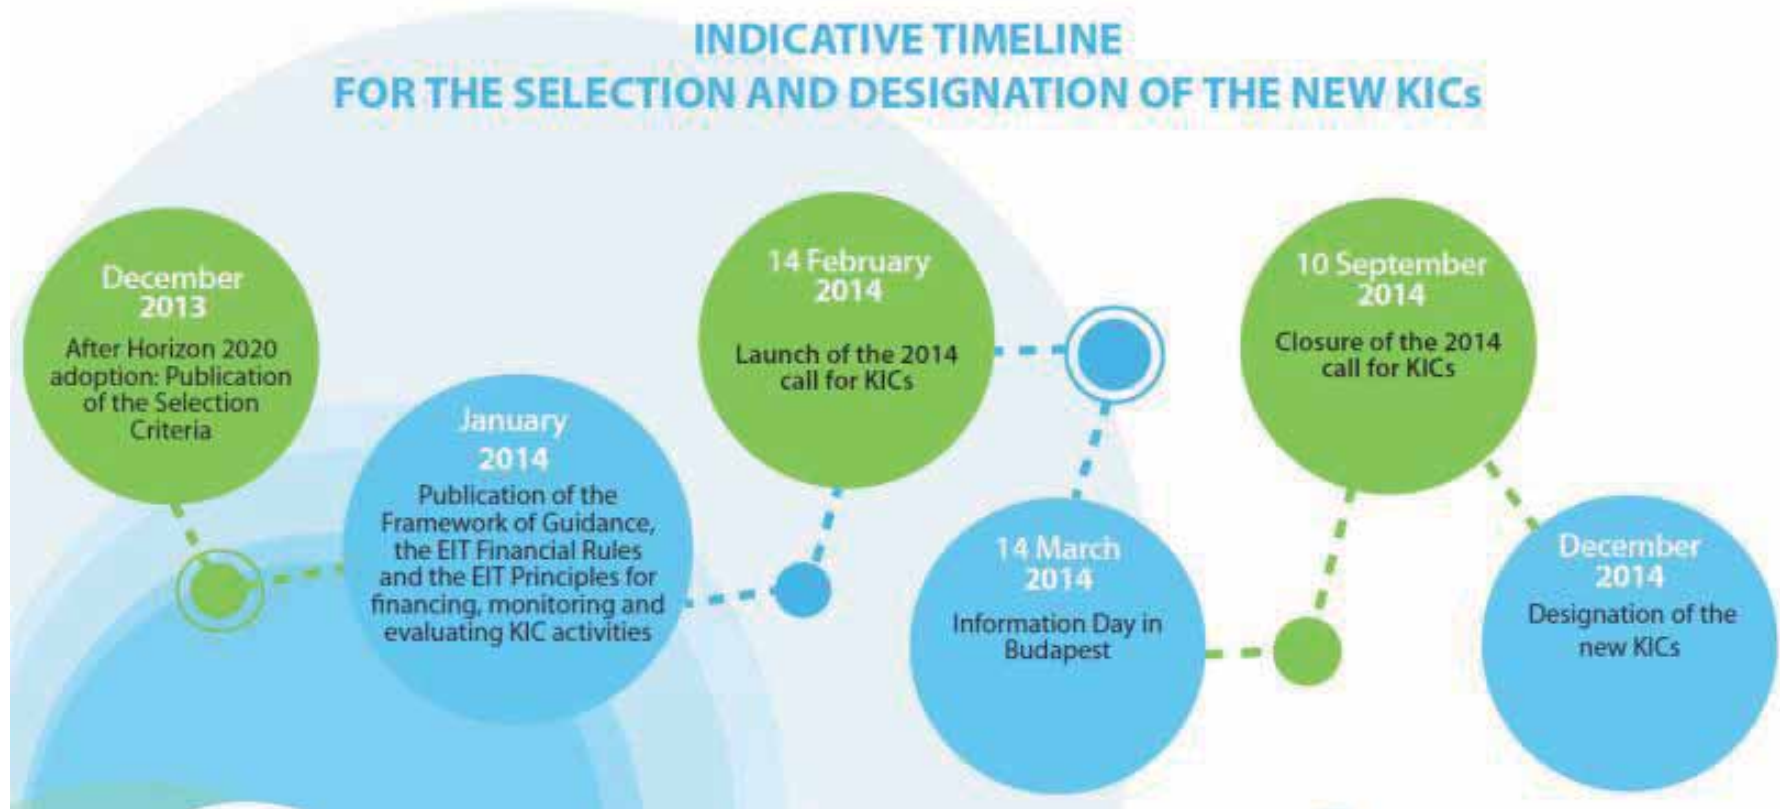 INDICATIVE TIMELINE
FOR THE SELECTION AND DESIGNATION OF THE NEW KICs
December
2013
After Horizon 2020
adoption: Publication
of the Selection
Criteria
January
2014
Publication of the
Framework of Guidance,
the EIT Financial Rules
and the EIT Principles for
financing, monitoring and
evaluating KIC activities
14 February
2014
Launch of the 2014
call for KICs
14 March
2014
Information Day in
Budapest
10 September
2014
Closure of the 2014
call for KICs
December
2014
Designation of the
new KICs